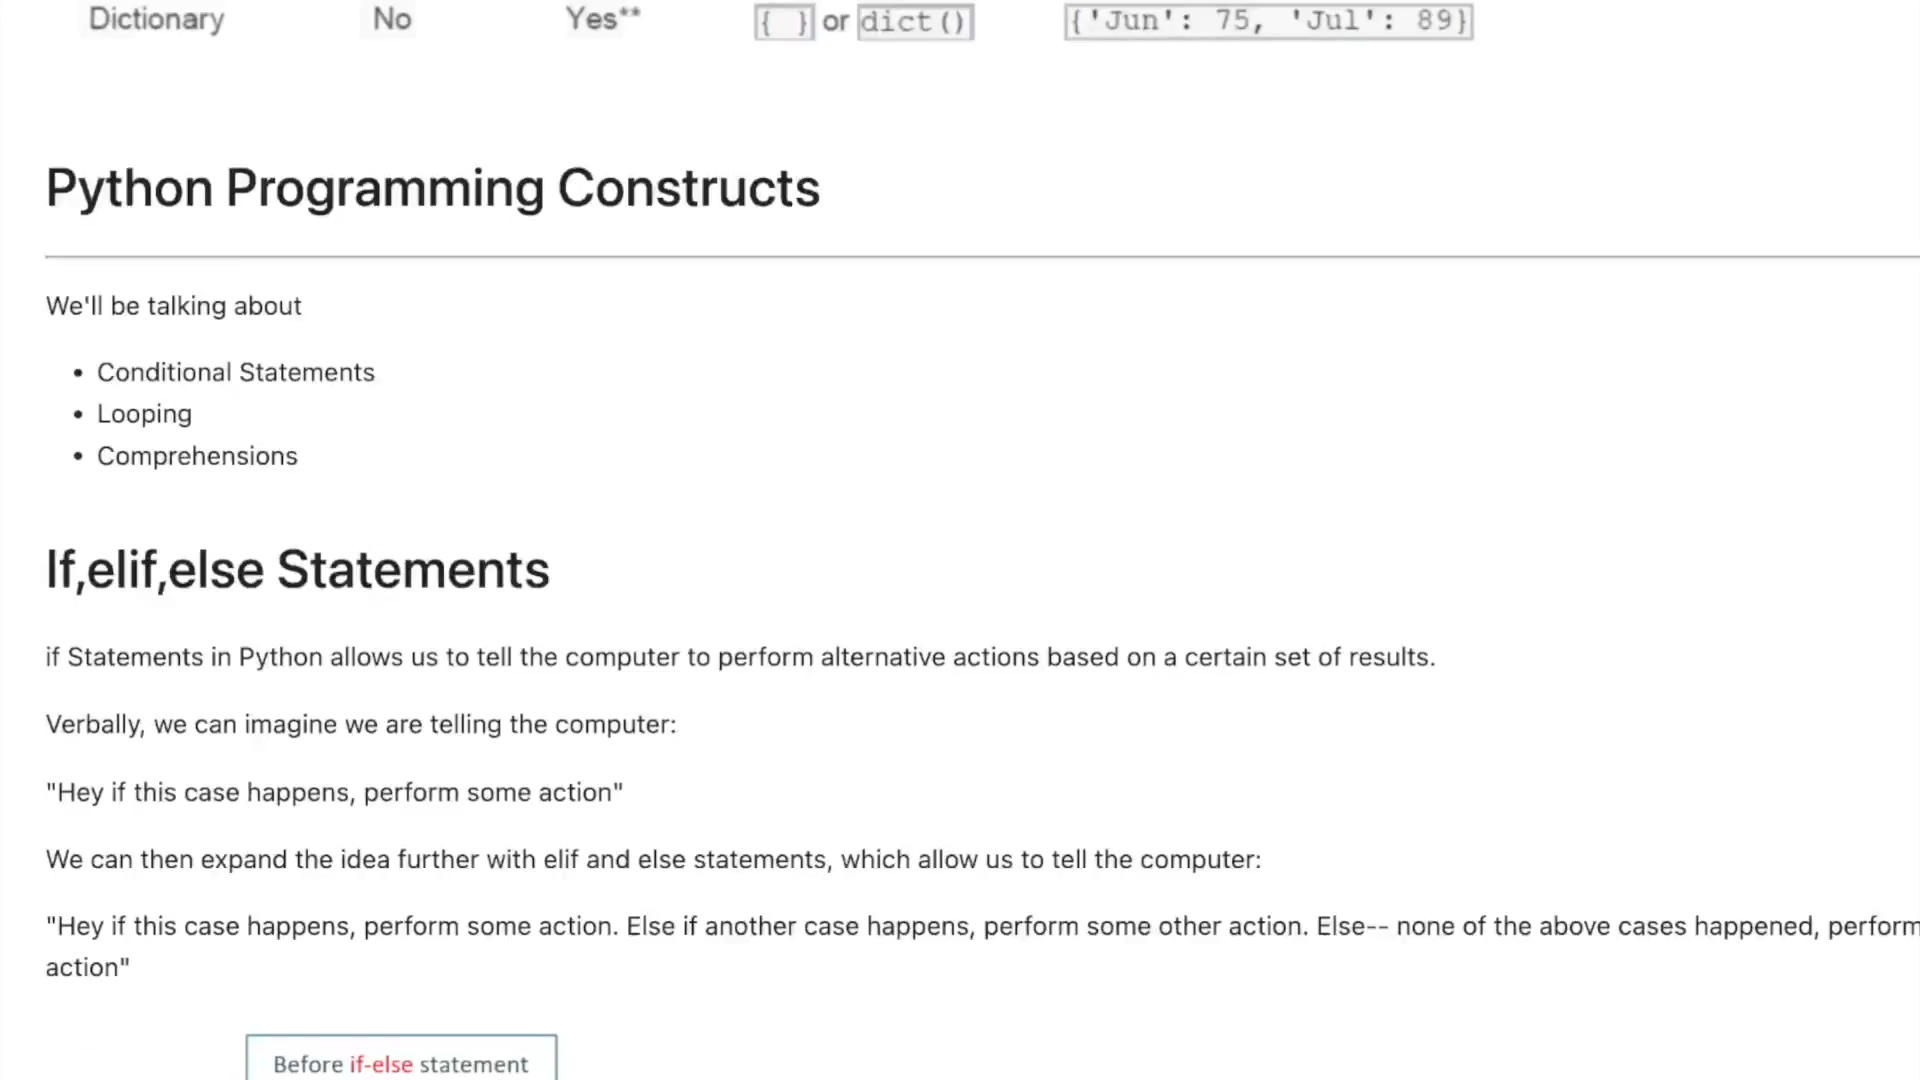 Dictionary No Yes** { } or dict() {'Jun': 75, 'Jul': 89}
Python Programming Constructs
We'll be talking about
• Conditional Statements
• Looping
• Comprehensions
If,elif,else Statements
if Statements in Python allows us to tell the computer to perform alternative actions based on a certain set of results.
Verbally, we can imagine we are telling the computer:
"Hey if this case happens, perform some action"
We can then expand the idea further with elif and else statements, which allow us to tell the computer:
"Hey if this case happens, perform some action. Else if another case happens, perform some other action. Else-- none of the above cases happened, perform
action"
Before if-else statement